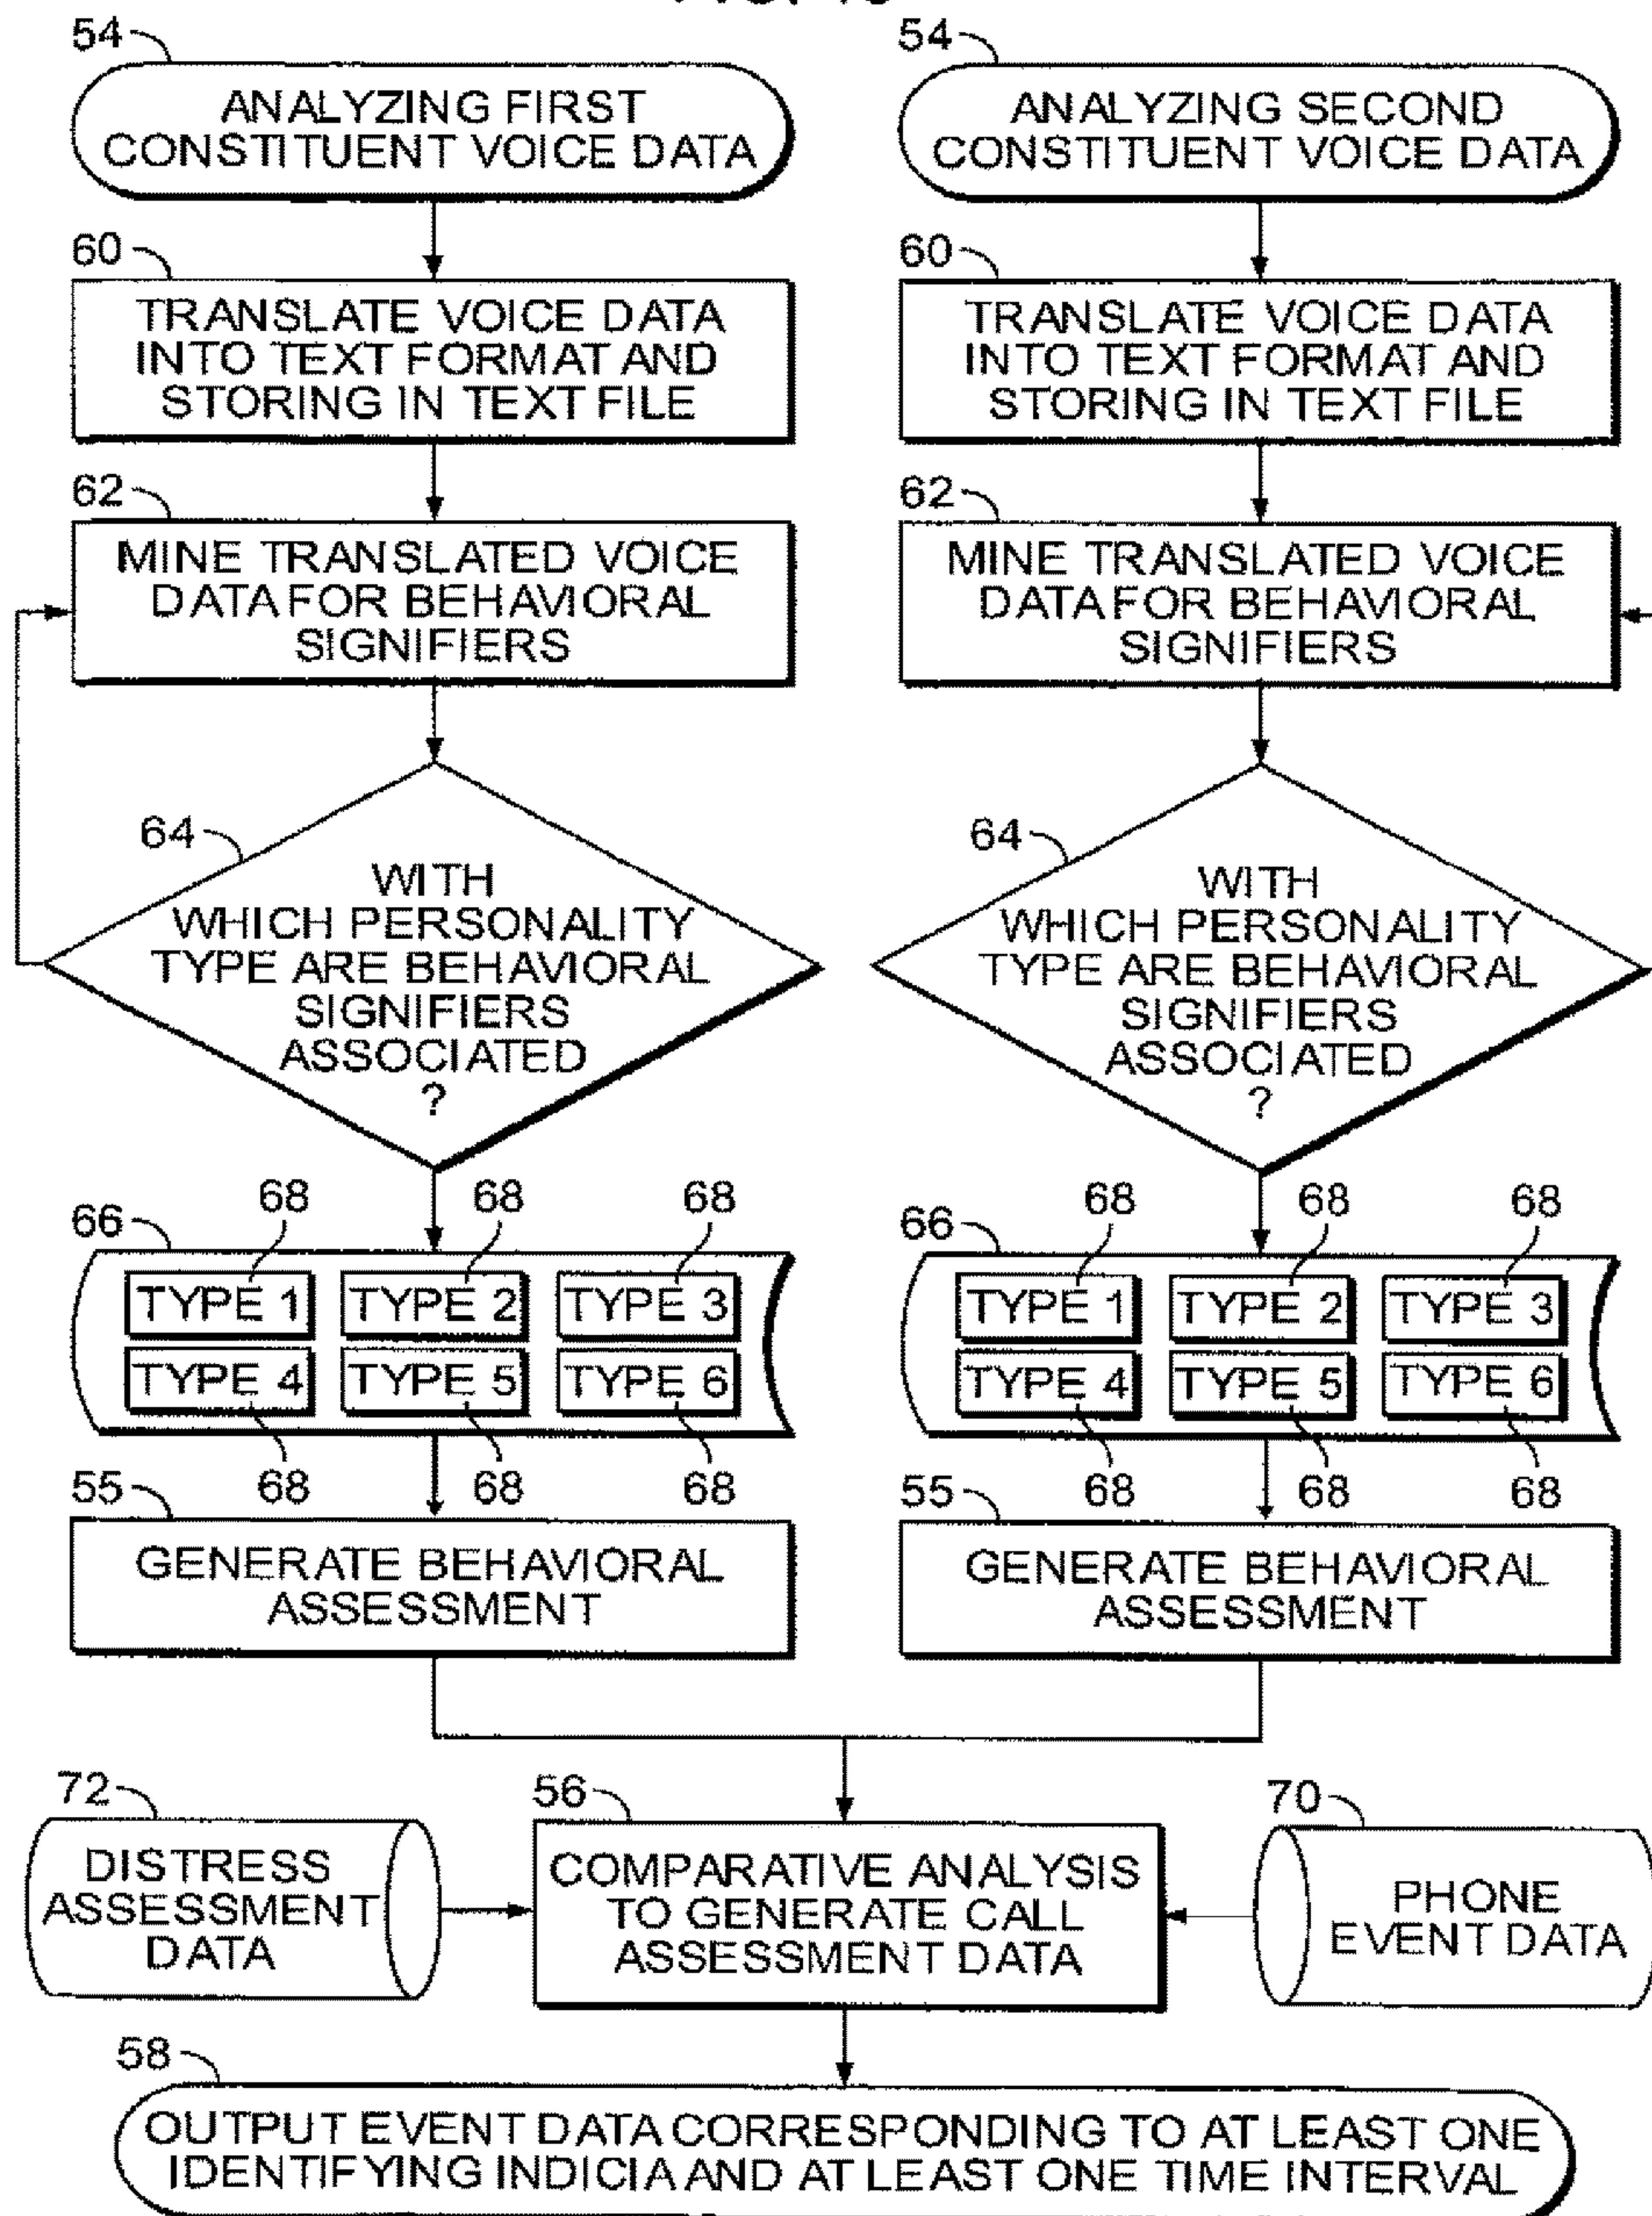 54
ANALYZING FIRST
CONSTITUENT VOICE DATA
60
TRANSLATE VOICE DATA
INTO TEXT FORMAT AND
STORING IN TEXT FILE
62
MINE TRANSLATED VOICE
DATA FOR BEHAVIORAL
SIGNIFIERS
64
WITH
WHICH PERSONALITY
TYPE ARE BEHAVIORAL
SIGNIFIERS
ASSOCIATED
?
66
68
68
68
TYPE 1
TYPE 2
TYPE 3
TYPE 4
TYPE 5
TYPE 6
68
68
68
55
GENERATE BEHAVIORAL
ASSESSMENT
54
ANALYZING SECOND
CONSTITUENT VOICE DATA
60
TRANSLATE VOICE DATA
INTO TEXT FORMAT AND
STORING IN TEXT FILE
62
MINE TRANSLATED VOICE
DATA FOR BEHAVIORAL
SIGNIFIERS
64
WITH
WHICH PERSONALITY
TYPE ARE BEHAVIORAL
SIGNIFIERS
ASSOCIATED
?
66
68
68
68
TYPE 1
TYPE 2
TYPE 3
TYPE 4
TYPE 5
TYPE 6
68
68
68
55
GENERATE BEHAVIORAL
ASSESSMENT
72
DISTRESS
ASSESSMENT
DATA
56
COMPARATIVE ANALYSIS
TO GENERATE CALL
ASSESSMENT DATA
70
PHONE
EVENT DATA
58
OUTPUT EVENT DATA CORRESPONDING TO AT LEAST ONE
IDENTIFYING INDICIA AND AT LEAST ONE TIME INTERVAL